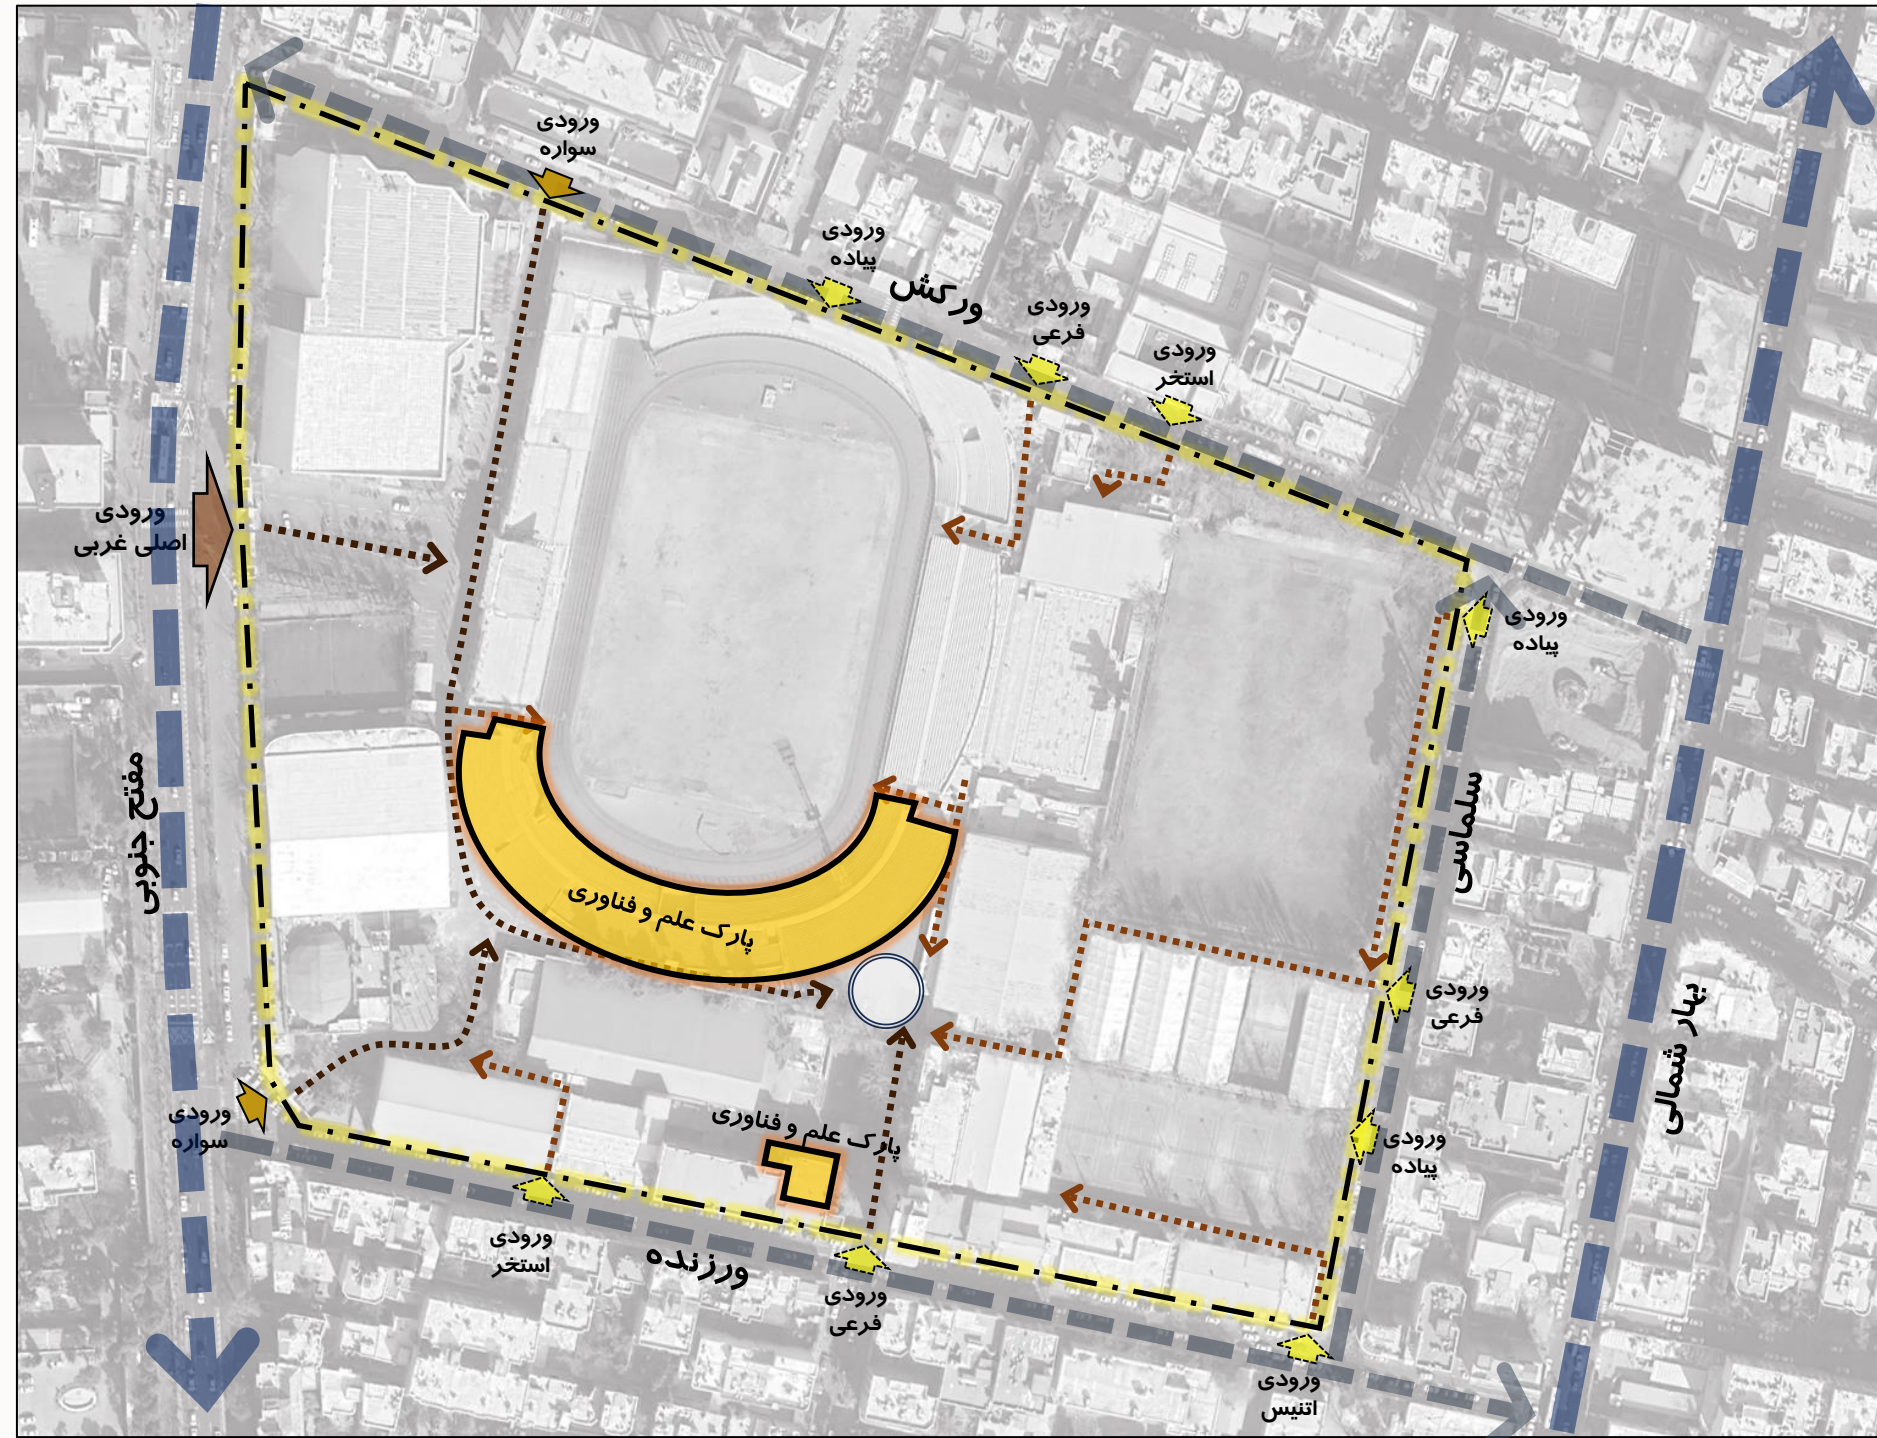 ورودی
سواره
ورودی
پیاده
ورکش
ورودی
فرعی
ورودی
استخر
ورودی
اصلی غربی
ورودی
پیاده
مفتح جنوبی
سلماسی
پارک علم و فناوری
ورودی
فرعی
بهار شمالی
ورودی
سواره
پارک علم و فناوری
ورودی
پیاده
ورودی
استخر
ورزنده
ورودی
فرعی
ورودی
اتنیس